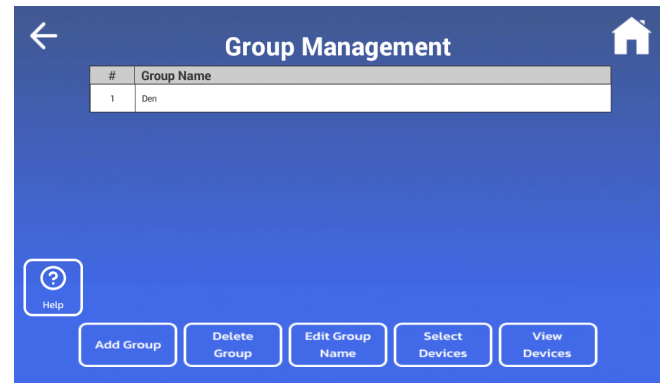 Group Management
# Group Name
1 Den
?
Help
Add Group
Delete
Group
Edit Group
Name
Select
Devices
View
Devices